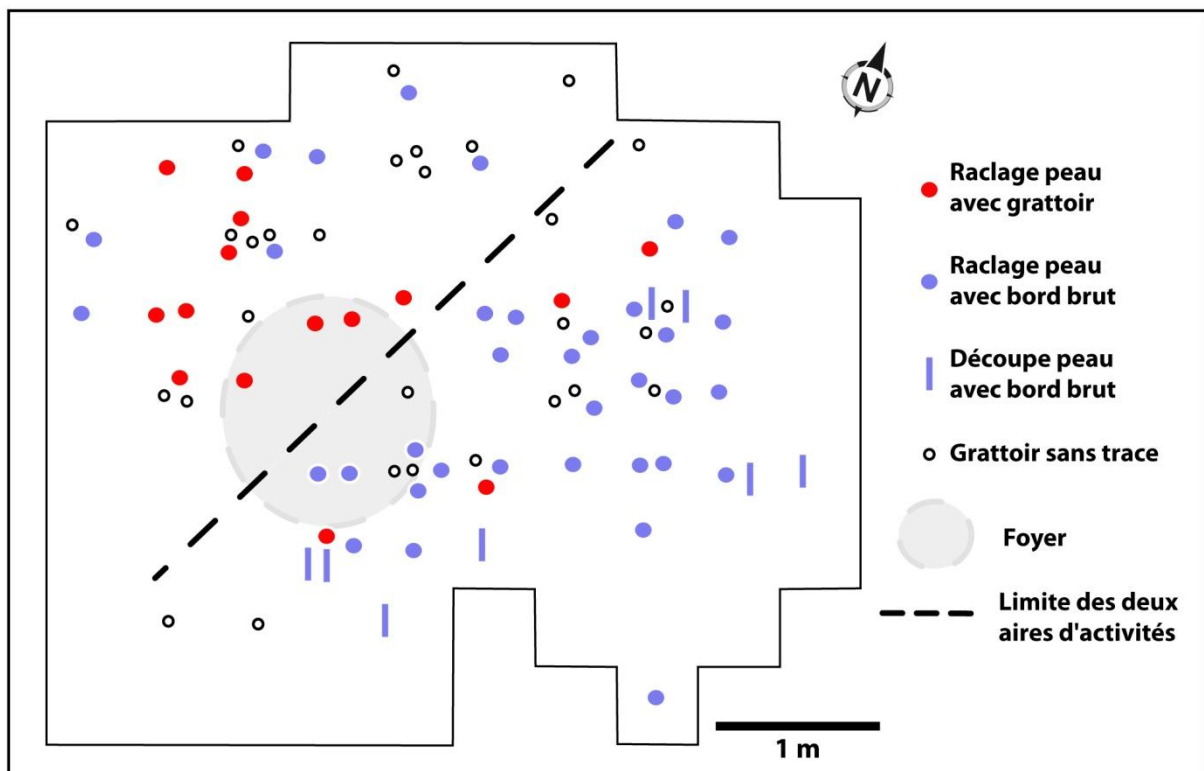 N
Raclage peau
avec grattoir
Raclage peau
avec bord brut
Découpe peau
avec bord brut
Grattoir sans trace
Foyer
Limite des deux
aires d'activités
1 m